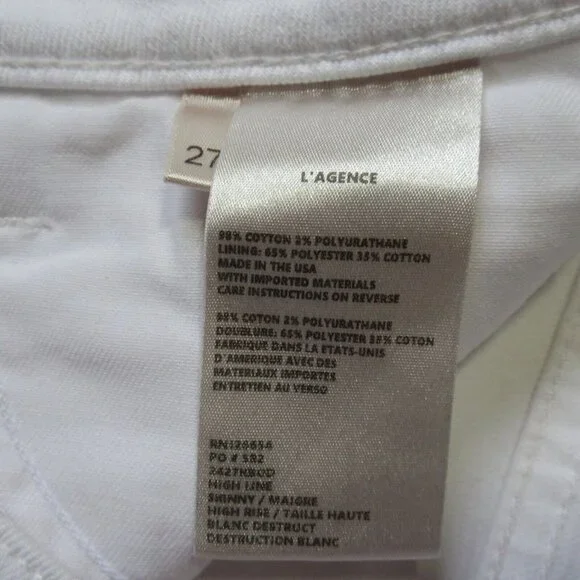 27
L'AGENCE
98% COTTON 2% POLYURATHANE
LINING: 65% POLYESTER 35% COTTON
MADE IN THE USA
WITH IMPORTED MATERIALS
CARE INSTRUCTIONS ON REVERSE
98% COTON 2% POLYURATHANE
DOUBLURE: 65% POLYESTER 35% COTON
FABRIQUE DANS LA ETATS-UNIS
D'AMERIQUE AVEC DES
MATERIAUX IMPORTES
ENTRETIEN AU VERSO
PO # 592
HIGH LINE
SKINNY / MAIGRE
HIGH RISE / TAILLE HAUTE
BLANC DESTRUCT
DESTRUCTION BLANC